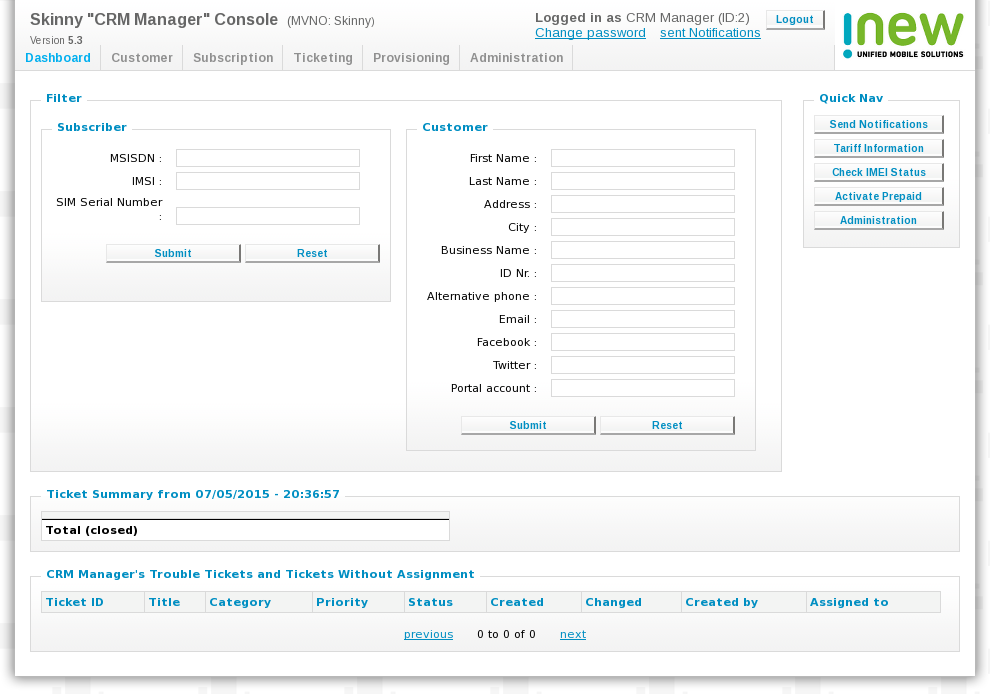 Skinny "CRM Manager" Console (MVNO: Skinny)
Version 5.3
Logged in as CRM Manager (ID:2)
Change password sent Notifications
Logout
inew
UNIFIED MOBILE SOLUTIONS
Dashboard Customer Subscription Ticketing Provisioning Administration
Filter
Subscriber
MSISDN :
IMSI :
SIM Serial Number
:
Submit Reset
Customer
First Name :
Last Name :
Address :
City :
Business Name :
ID Nr. :
Alternative phone :
Email :
Facebook :
Twitter :
Portal account :
Submit Reset
Quick Nav
Send Notifications
Tariff Information
Check IMEI Status
Activate Prepaid
Administration
Ticket Summary from 07/05/2015 - 20:36:57
Total (closed)
CRM Manager's Trouble Tickets and Tickets Without Assignment
Ticket ID Title Category Priority Status Created Changed Created by Assigned to
previous 0 to 0 of 0 next